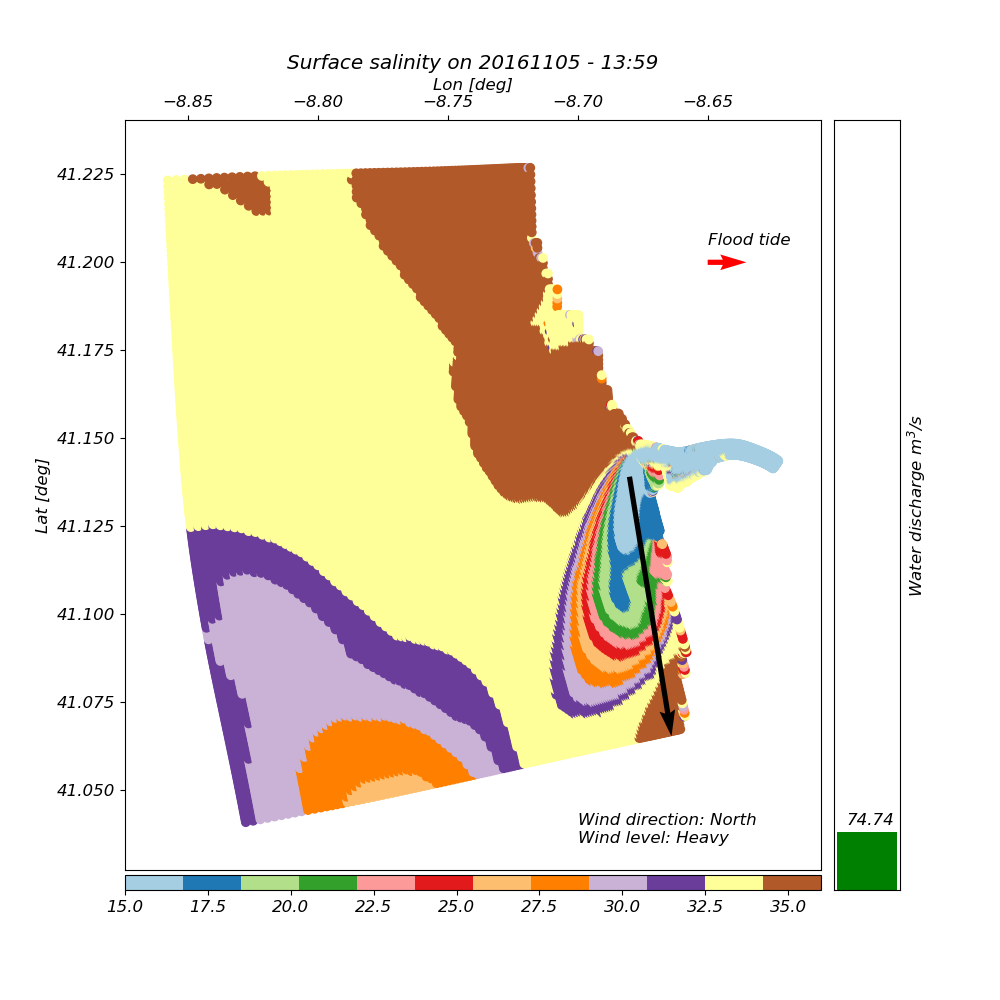 Surface salinity on 20161105 - 13:59
Lon [deg]
−8.85 −8.80 −8.75 −8.70 −8.65
41.225
41.200
41.175
41.150
41.125
41.100
41.075
41.050
Lat [deg]
Flood tide
Wind direction: North
Wind level: Heavy
74.74
Water discharge m³/s
15.0 17.5 20.0 22.5 25.0 27.5 30.0 32.5 35.0